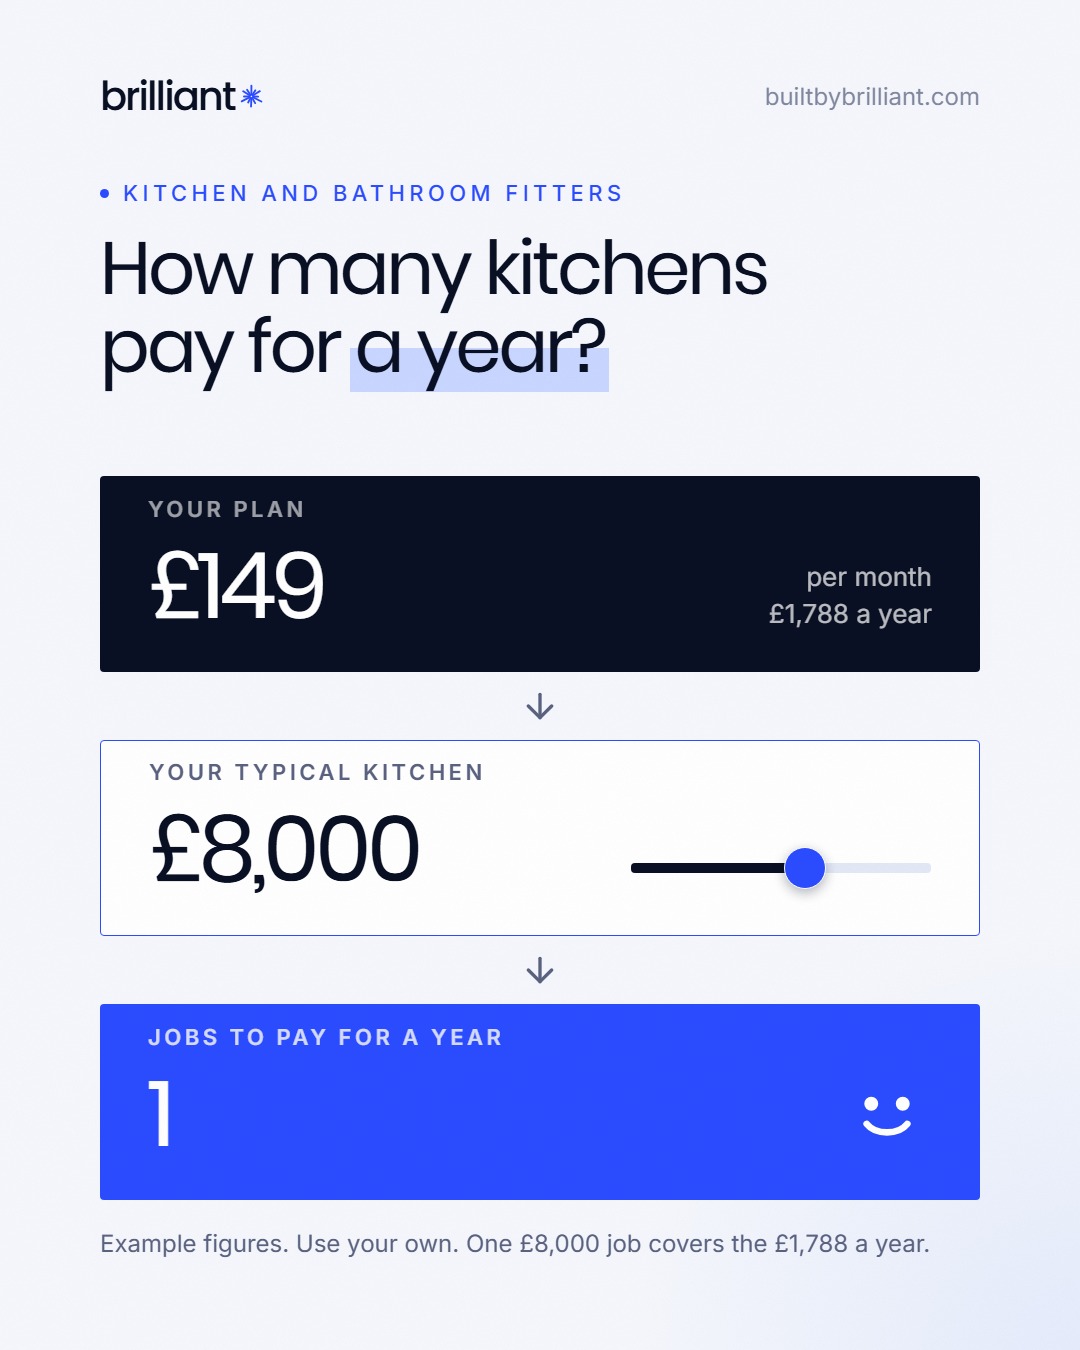 brilliant
builtbybrilliant.com
KITCHEN AND BATHROOM FITTERS
How many kitchens
pay for a year?
YOUR PLAN
£149
per month
£1,788 a year
YOUR TYPICAL KITCHEN
£8,000
JOBS TO PAY FOR A YEAR
1
Example figures. Use your own. One £8,000 job covers the £1,788 a year.